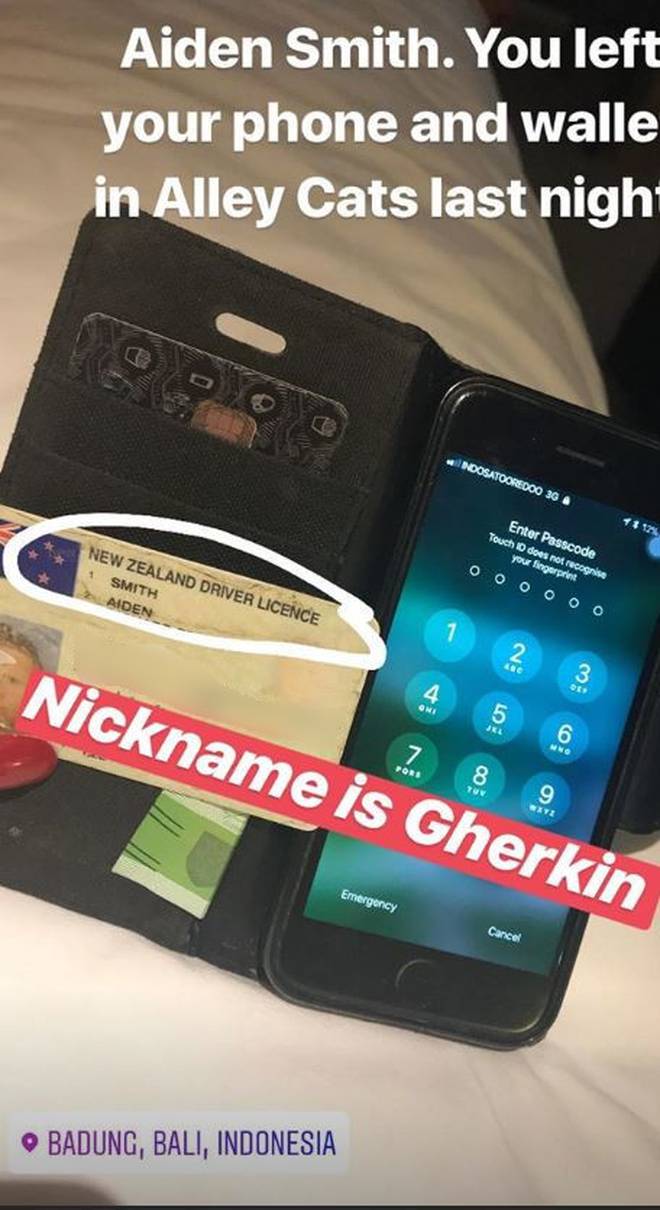 Aiden Smith. You left
your phone and walle
in Alley Cats last night
INDOSATOOREDOO 3G
12%
Enter Passcode
Touch ID does not recognise
your fingerprint
1
2
ABC
3
DEF
4
GHI
5
JKL
6
MNO
7
PQRS
8
TUV
9
WXYZ
Emergency
Cancel
NEW ZEALAND DRIVER LICENCE
1 SMITH
2 AIDEN
Nickname is Gherkin
BADUNG, BALI, INDONESIA